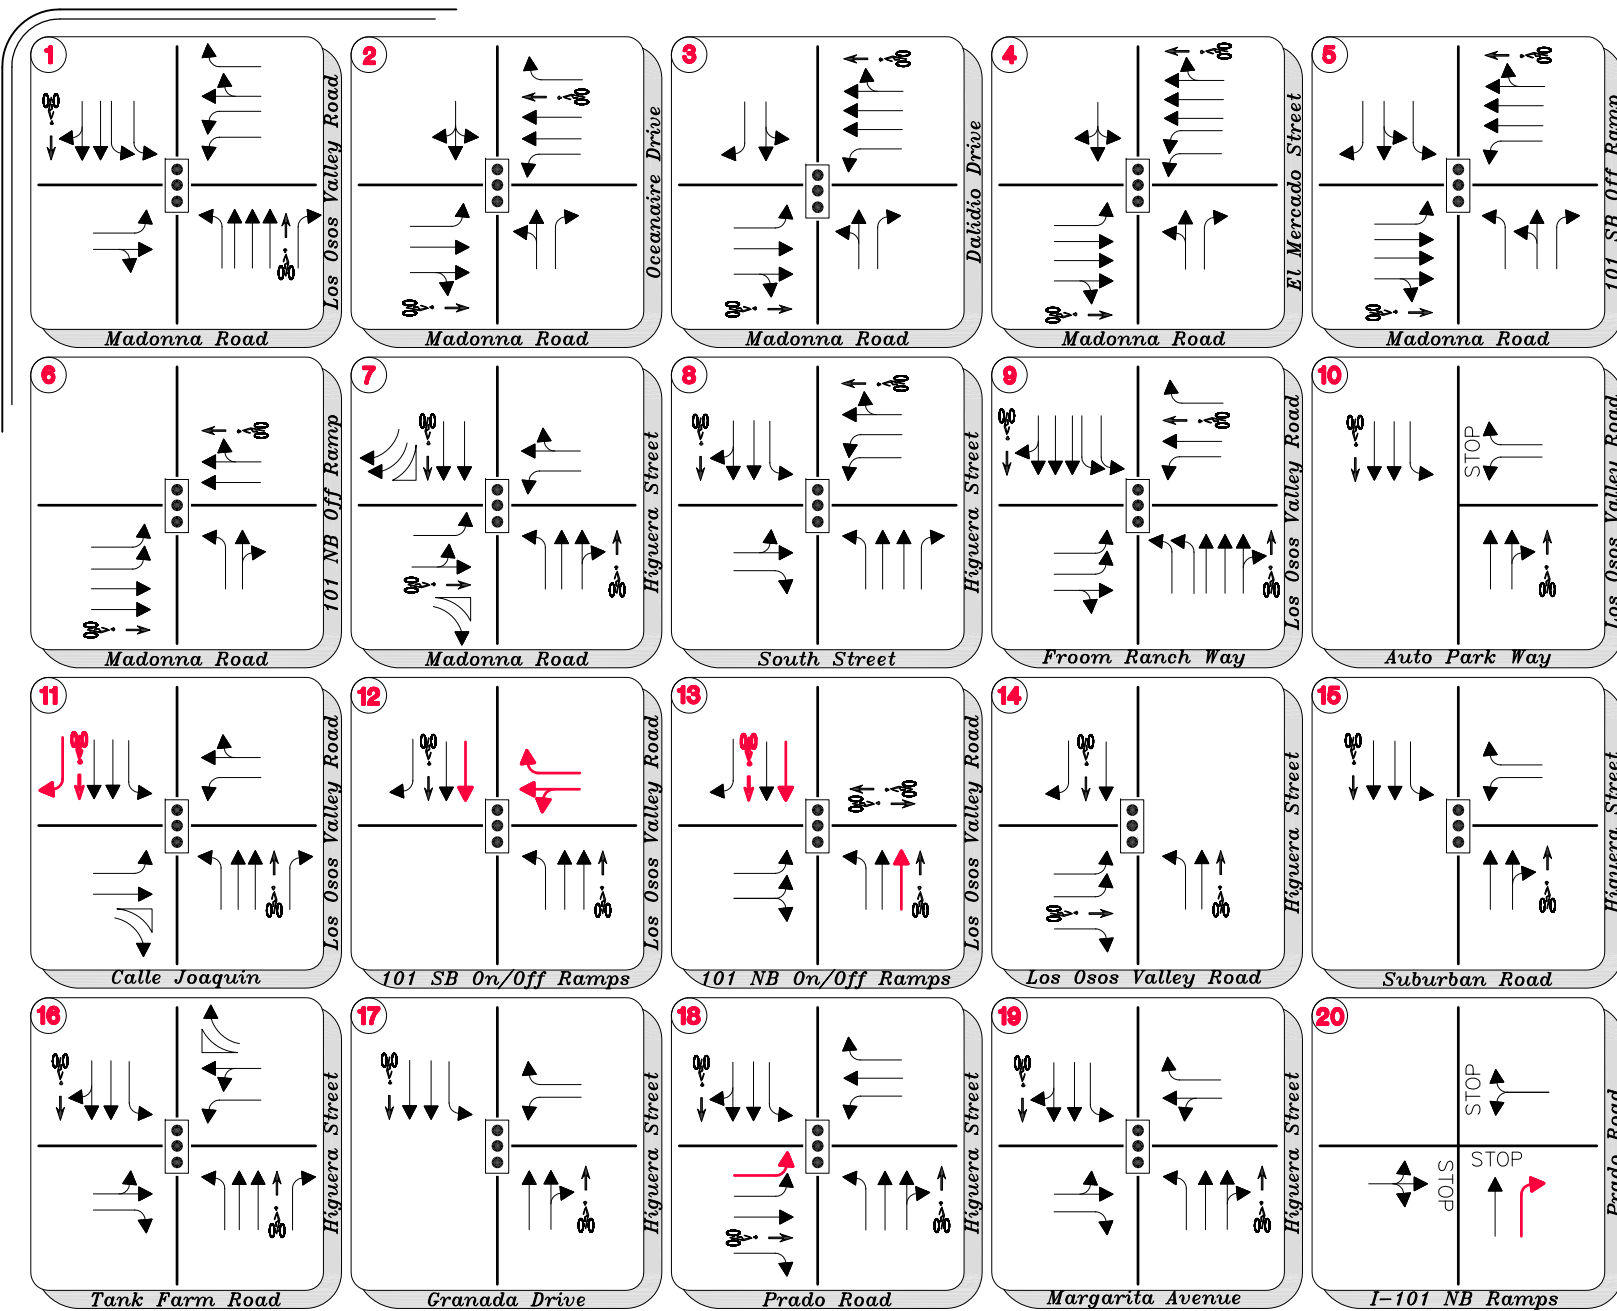 1
Los Osos Valley Road
Madonna Road
2
Oceanaire Drive
Madonna Road
3
Dalidio Drive
Madonna Road
4
El Mercado Street
Madonna Road
5
101 SB Off Ramp
Madonna Road
6
101 NB Off Ramp
Madonna Road
7
Higuera Street
Madonna Road
8
Higuera Street
South Street
9
Los Osos Valley Road
Froom Ranch Way
10
STOP
Los Osos Valley Road
Auto Park Way
11
Los Osos Valley Road
Calle Joaquin
12
Los Osos Valley Road
101 SB On/Off Ramps
13
Los Osos Valley Road
101 NB On/Off Ramps
14
Higuera Street
Los Osos Valley Road
15
Higuera Street
Suburban Road
16
Higuera Street
Tank Farm Road
17
Higuera Street
Granada Drive
18
Higuera Street
Prado Road
19
Higuera Street
Margarita Avenue
20
STOP
STOP
STOP
Prado Road
I-101 NB Ramps